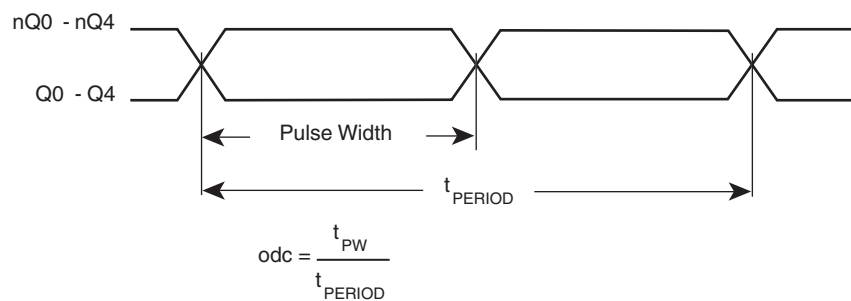 nQ0 - nQ4
Q0 - Q4
Pulse Width
tPERIOD
odc = tPW
tPERIOD